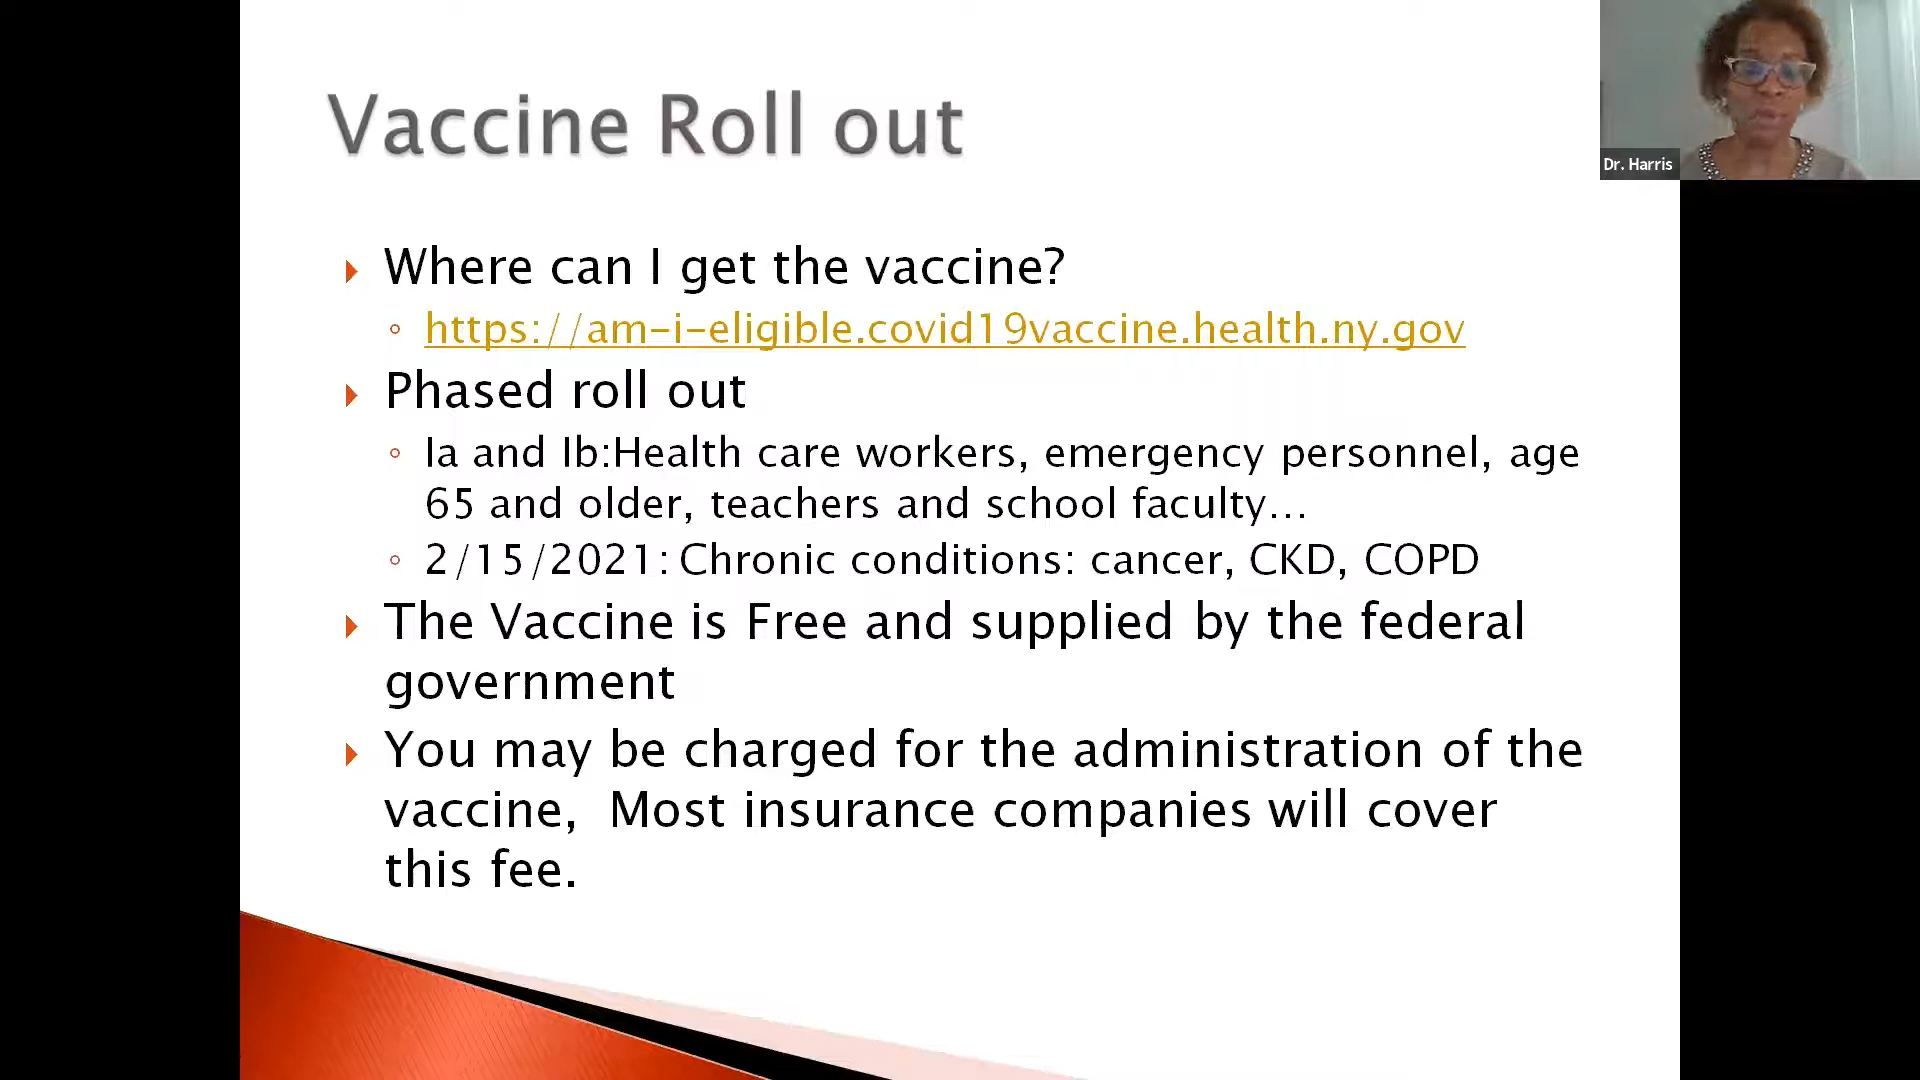 Vaccine Roll out
Dr. Harris
Where can I get the vaccine?
https://am-i-eligible.covid19vaccine.health.ny.gov
Phased roll out
Ia and Ib:Health care workers, emergency personnel, age
65 and older, teachers and school faculty...
2/15/2021: Chronic conditions: cancer, CKD, COPD
The Vaccine is Free and supplied by the federal
government
You may be charged for the administration of the
vaccine,  Most insurance companies will cover
this fee.